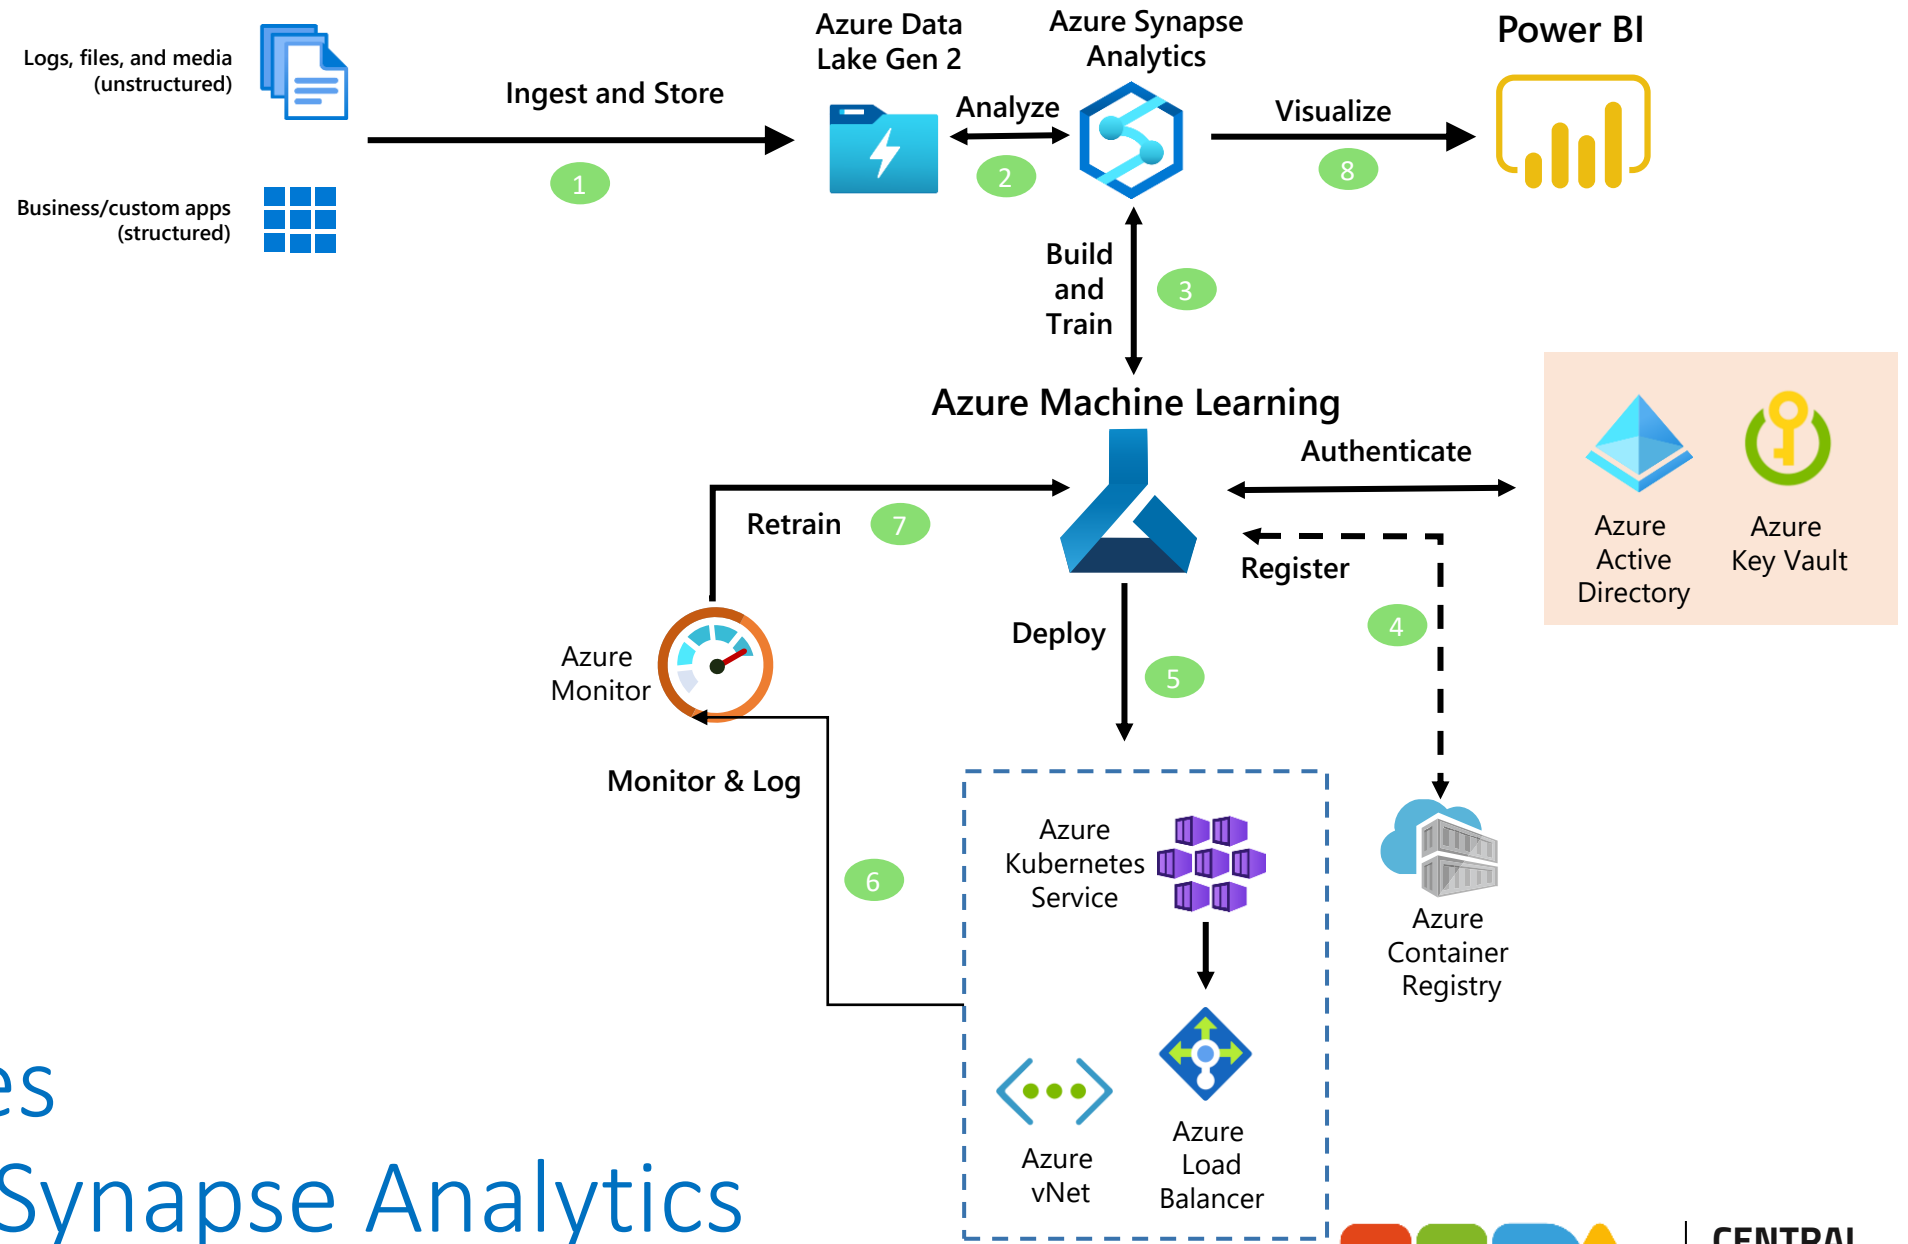 Logs, files, and media
(unstructured)
Business/custom apps
(structured)
Ingest and Store
1
Azure Data
Lake Gen 2
Analyze
2
Azure Synapse
Analytics
Visualize
8
Power BI
Build
and
Train
3
Azure Machine Learning
Authenticate
Azure
Active
Directory
Azure
Key Vault
Retrain
7
Register
4
Deploy
5
Azure
Monitor
Monitor & Log
6
Azure
Kubernetes
Service
Azure
Container
Registry
Azure
vNet
Azure
Load
Balancer
es
Synapse Analytics
CENTRAL